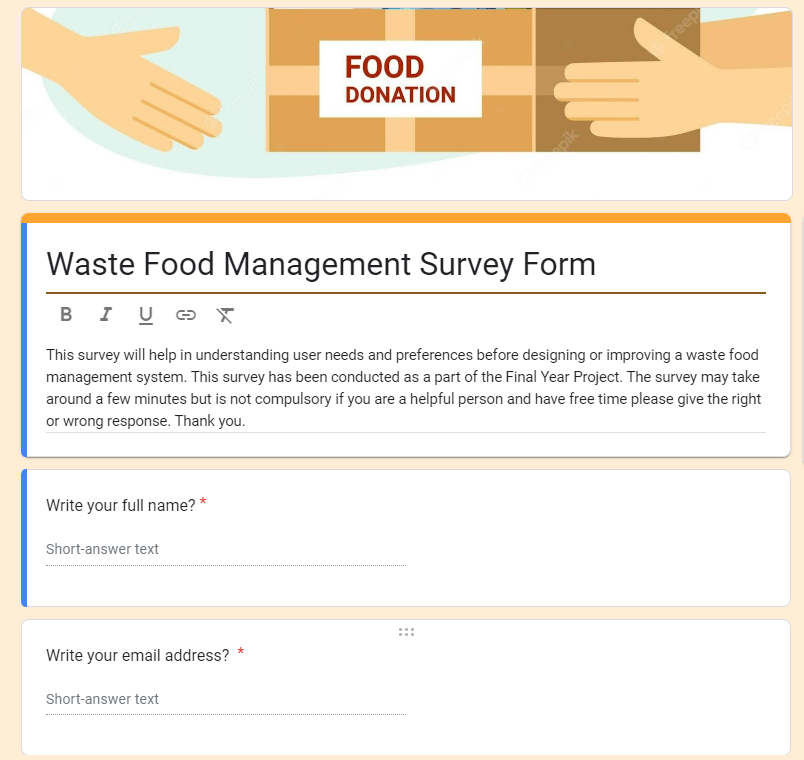 FOOD
DONATION
Waste Food Management Survey Form
B I U
This survey will help in understanding user needs and preferences before designing or improving a waste food
management system. This survey has been conducted as a part of the Final Year Project. The survey may take
around a few minutes but is not compulsory if you are a helpful person and have free time please give the right
or wrong response. Thank you.
Write your full name? *
Short-answer text
Write your email address? *
Short-answer text